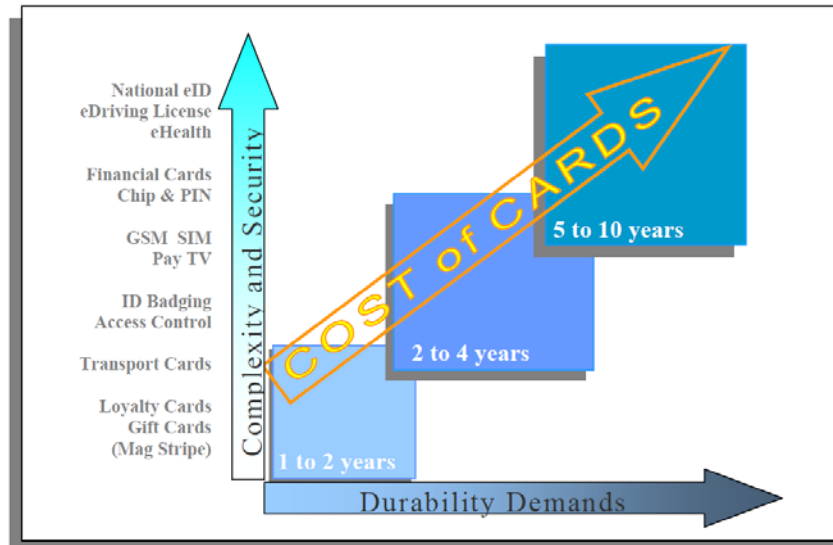 National eID
eDriving License
eHealth
Financial Cards
Chip & PIN
GSM SIM
Pay TV
ID Badging
Access Control
Transport Cards
Loyalty Cards
Gift Cards
(Mag Stripe)
Complexity and Security
COST of CARDS
5 to 10 years
2 to 4 years
1 to 2 years
Durability Demands